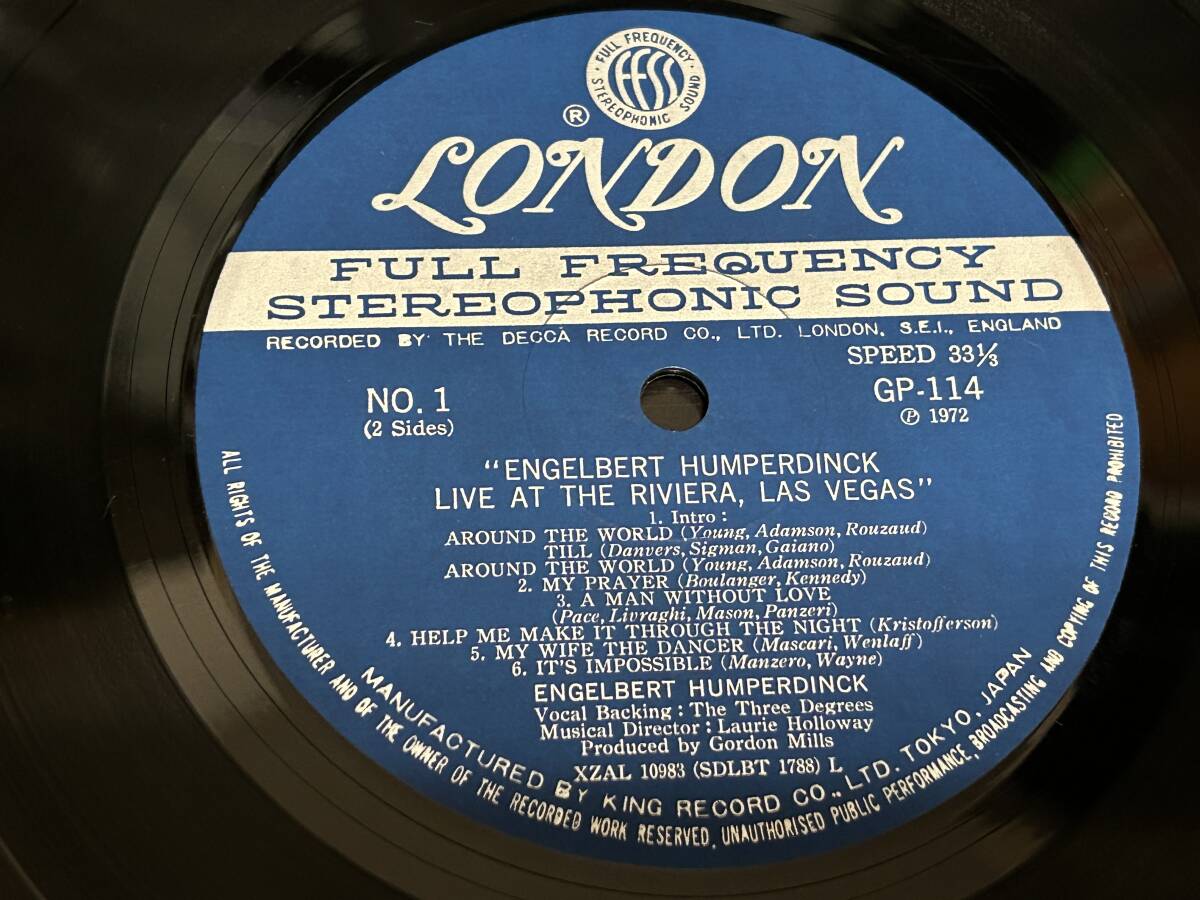 · FULL FREQUENCY · STEREOPHONIC SOUND
FFSS
®
LONDON
FULL FREQUENCY
STEREOPHONIC SOUND
RECORDED BY THE DECCA RECORD CO., LTD. LONDON, S.E.I., ENGLAND
SPEED 33⅓
NO. 1
GP-114
(2 Sides)
℗ 1972
"ENGELBERT HUMPERDINCK
LIVE AT THE RIVIERA, LAS VEGAS"
1. Intro :
AROUND THE WORLD (Young, Adamson, Rouzaud)
TILL (Danvers, Sigman, Gaiano)
AROUND THE WORLD (Young, Adamson, Rouzaud)
2. MY PRAYER (Boulanger, Kennedy)
3. A MAN WITHOUT LOVE
(Pace, Livraghi, Mason, Panzeri)
4. HELP ME MAKE IT THROUGH THE NIGHT (Kristofferson)
5. MY WIFE THE DANCER (Mascari, Wenlaff)
6. IT'S IMPOSSIBLE (Manzero, Wayne)
ENGELBERT HUMPERDINCK
Vocal Backing : The Three Degrees
Musical Director : Laurie Holloway
Produced by Gordon Mills
XZAL 10983 (SDLBT 1788) L
MANUFACTURED BY KING RECORD CO., LTD. TOKYO, JAPAN
ALL RIGHTS OF THE MANUFACTURER AND OF THE OWNER OF THE RECORDED WORK RESERVED, UNAUTHORISED PUBLIC PERFORMANCE, BROADCASTING AND COPYING OF THIS RECORD PROHIBITED